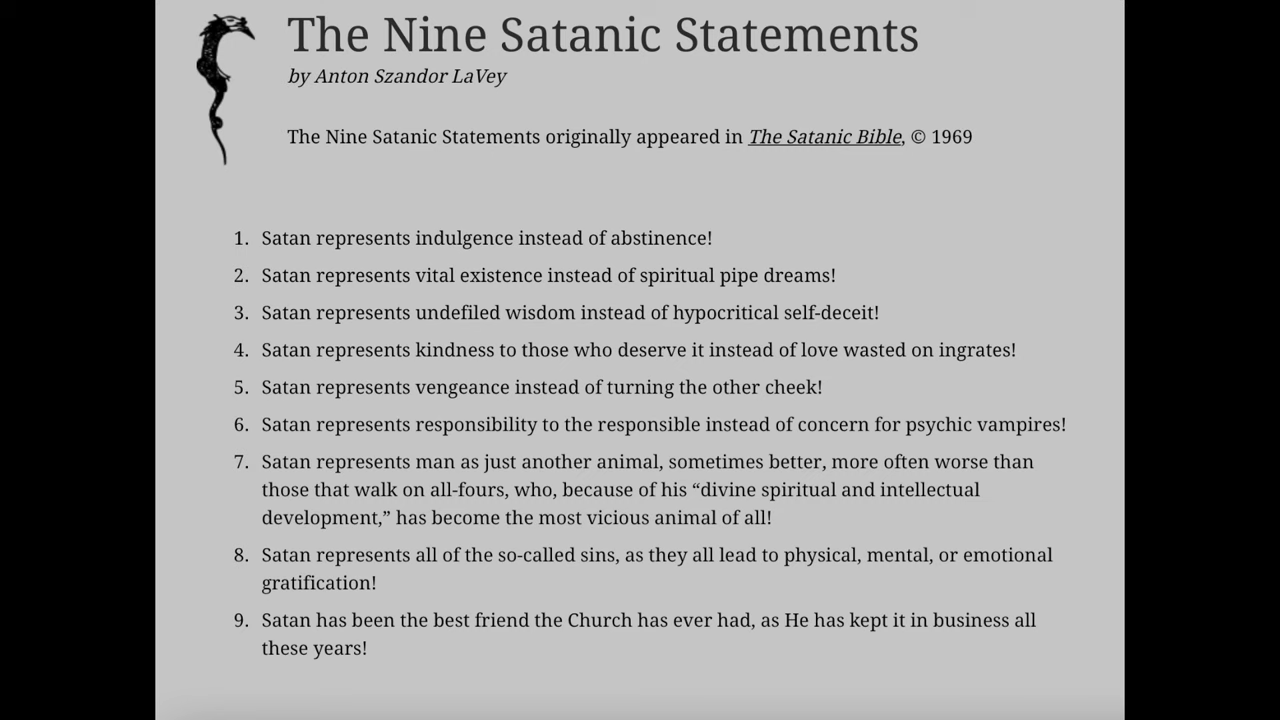 The Nine Satanic Statements
by Anton Szandor LaVey
The Nine Satanic Statements originally appeared in The Satanic Bible, © 1969
1. Satan represents indulgence instead of abstinence!
2. Satan represents vital existence instead of spiritual pipe dreams!
3. Satan represents undefiled wisdom instead of hypocritical self-deceit!
4. Satan represents kindness to those who deserve it instead of love wasted on ingrates!
5. Satan represents vengeance instead of turning the other cheek!
6. Satan represents responsibility to the responsible instead of concern for psychic vampires!
7. Satan represents man as just another animal, sometimes better, more often worse than
those that walk on all-fours, who, because of his “divine spiritual and intellectual
development,” has become the most vicious animal of all!
8. Satan represents all of the so-called sins, as they all lead to physical, mental, or emotional
gratification!
9. Satan has been the best friend the Church has ever had, as He has kept it in business all
these years!